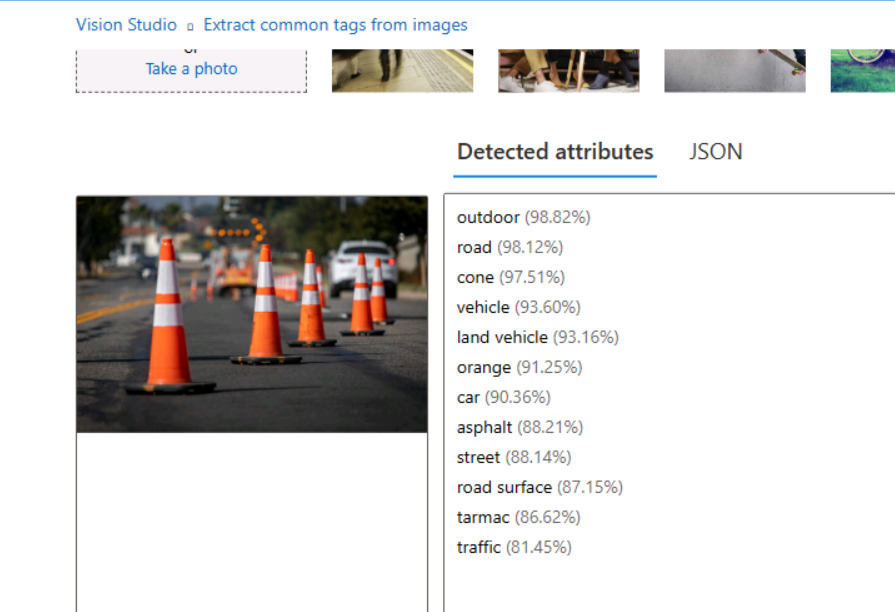 Vision Studio Extract common tags from images
or
Take a photo
Detected attributes JSON
outdoor (98.82%)
road (98.12%)
cone (97.51%)
vehicle (93.60%)
land vehicle (93.16%)
orange (91.25%)
car (90.36%)
asphalt (88.21%)
street (88.14%)
road surface (87.15%)
tarmac (86.62%)
traffic (81.45%)